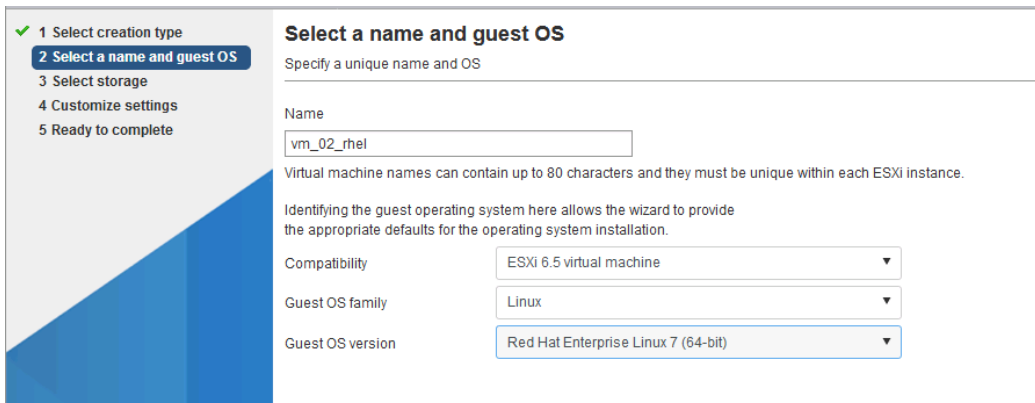 1 Select creation type
2 Select a name and guest OS
3 Select storage
4 Customize settings
5 Ready to complete
Select a name and guest OS
Specify a unique name and OS
Name
vm_02_rhel
Virtual machine names can contain up to 80 characters and they must be unique within each ESXi instance.
Identifying the guest operating system here allows the wizard to provide
the appropriate defaults for the operating system installation.
Compatibility ESXi 6.5 virtual machine
Guest OS family Linux
Guest OS version Red Hat Enterprise Linux 7 (64-bit)